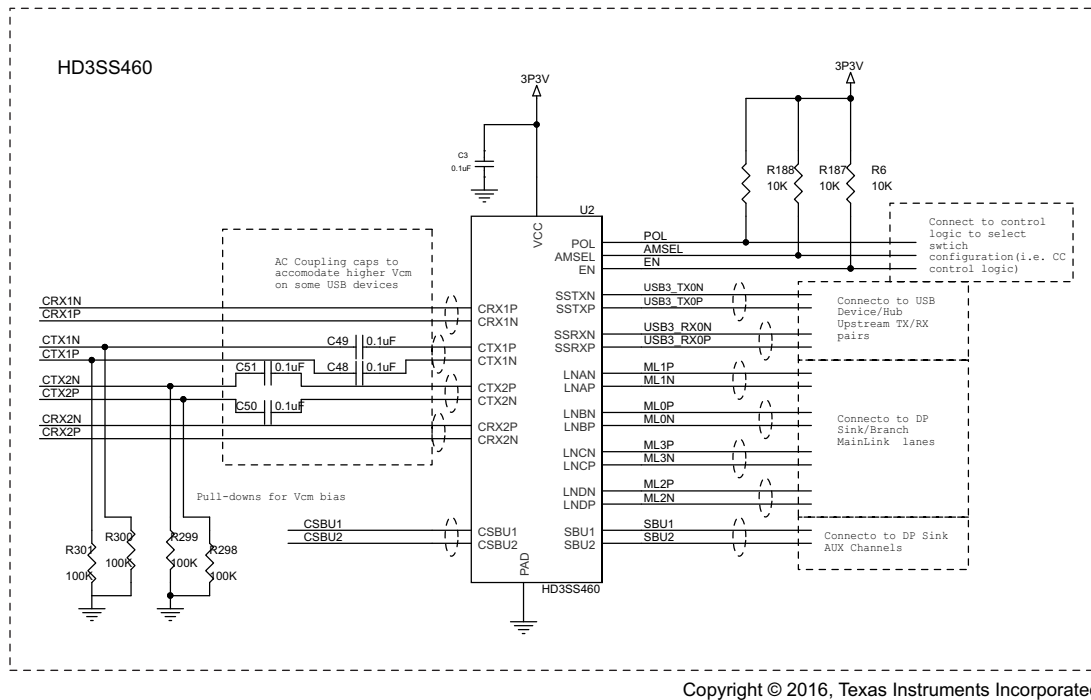 HD3SS460
3P3V
3P3V
C3
0.1uF
R188
10K
R187
10K
R6
10K
U2
VCC
POL
AMSEL
EN
POL
AMSEL
EN
Connect to control
logic to select
swtich
configuration(i.e. CC
control logic)
AC Coupling caps to
accomodate higher Vcm
on some USB devices
CRX1N
CRX1P
CTX1N
CTX1P
CTX2N
CTX2P
CRX2N
CRX2P
C49
0.1uF
C48
0.1uF
C51
0.1uF
C50
0.1uF
CRX1P
CRX1N
CTX1P
CTX1N
CTX2P
CTX2N
CRX2P
CRX2N
SSTXN
SSTXP
SSRXN
SSRXP
LNAN
LNAP
LNBN
LNBP
LNCN
LNCP
LNDN
LNDP
USB3_TX0N
USB3_TX0P
USB3_RX0N
USB3_RX0P
ML1P
ML1N
ML0P
ML0N
ML3P
ML3N
ML2P
ML2N
Connecto to USB
Device/Hub
Upstream TX/RX
pairs
Connecto to DP
Sink/Branch
MainLink lanes
Pull-downs for Vcm bias
CSBU1
CSBU2
CSBU1
CSBU2
SBU1
SBU2
SBU1
SBU2
Connecto to DP Sink
AUX Channels
R301
100K
R300
100K
R299
100K
R298
100K
PAD
HD3SS460
Copyright © 2016, Texas Instruments Incorporated